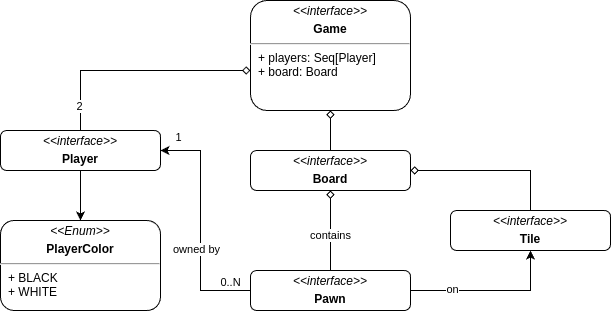 <<interface>>
Game
+ players: Seq[Player]
+ board: Board
2
<<interface>>
Player
1
<<interface>>
Board
<<Enum>>
PlayerColor
+ BLACK
+ WHITE
owned by
contains
<<interface>>
Tile
0..N
<<interface>>
Pawn
on